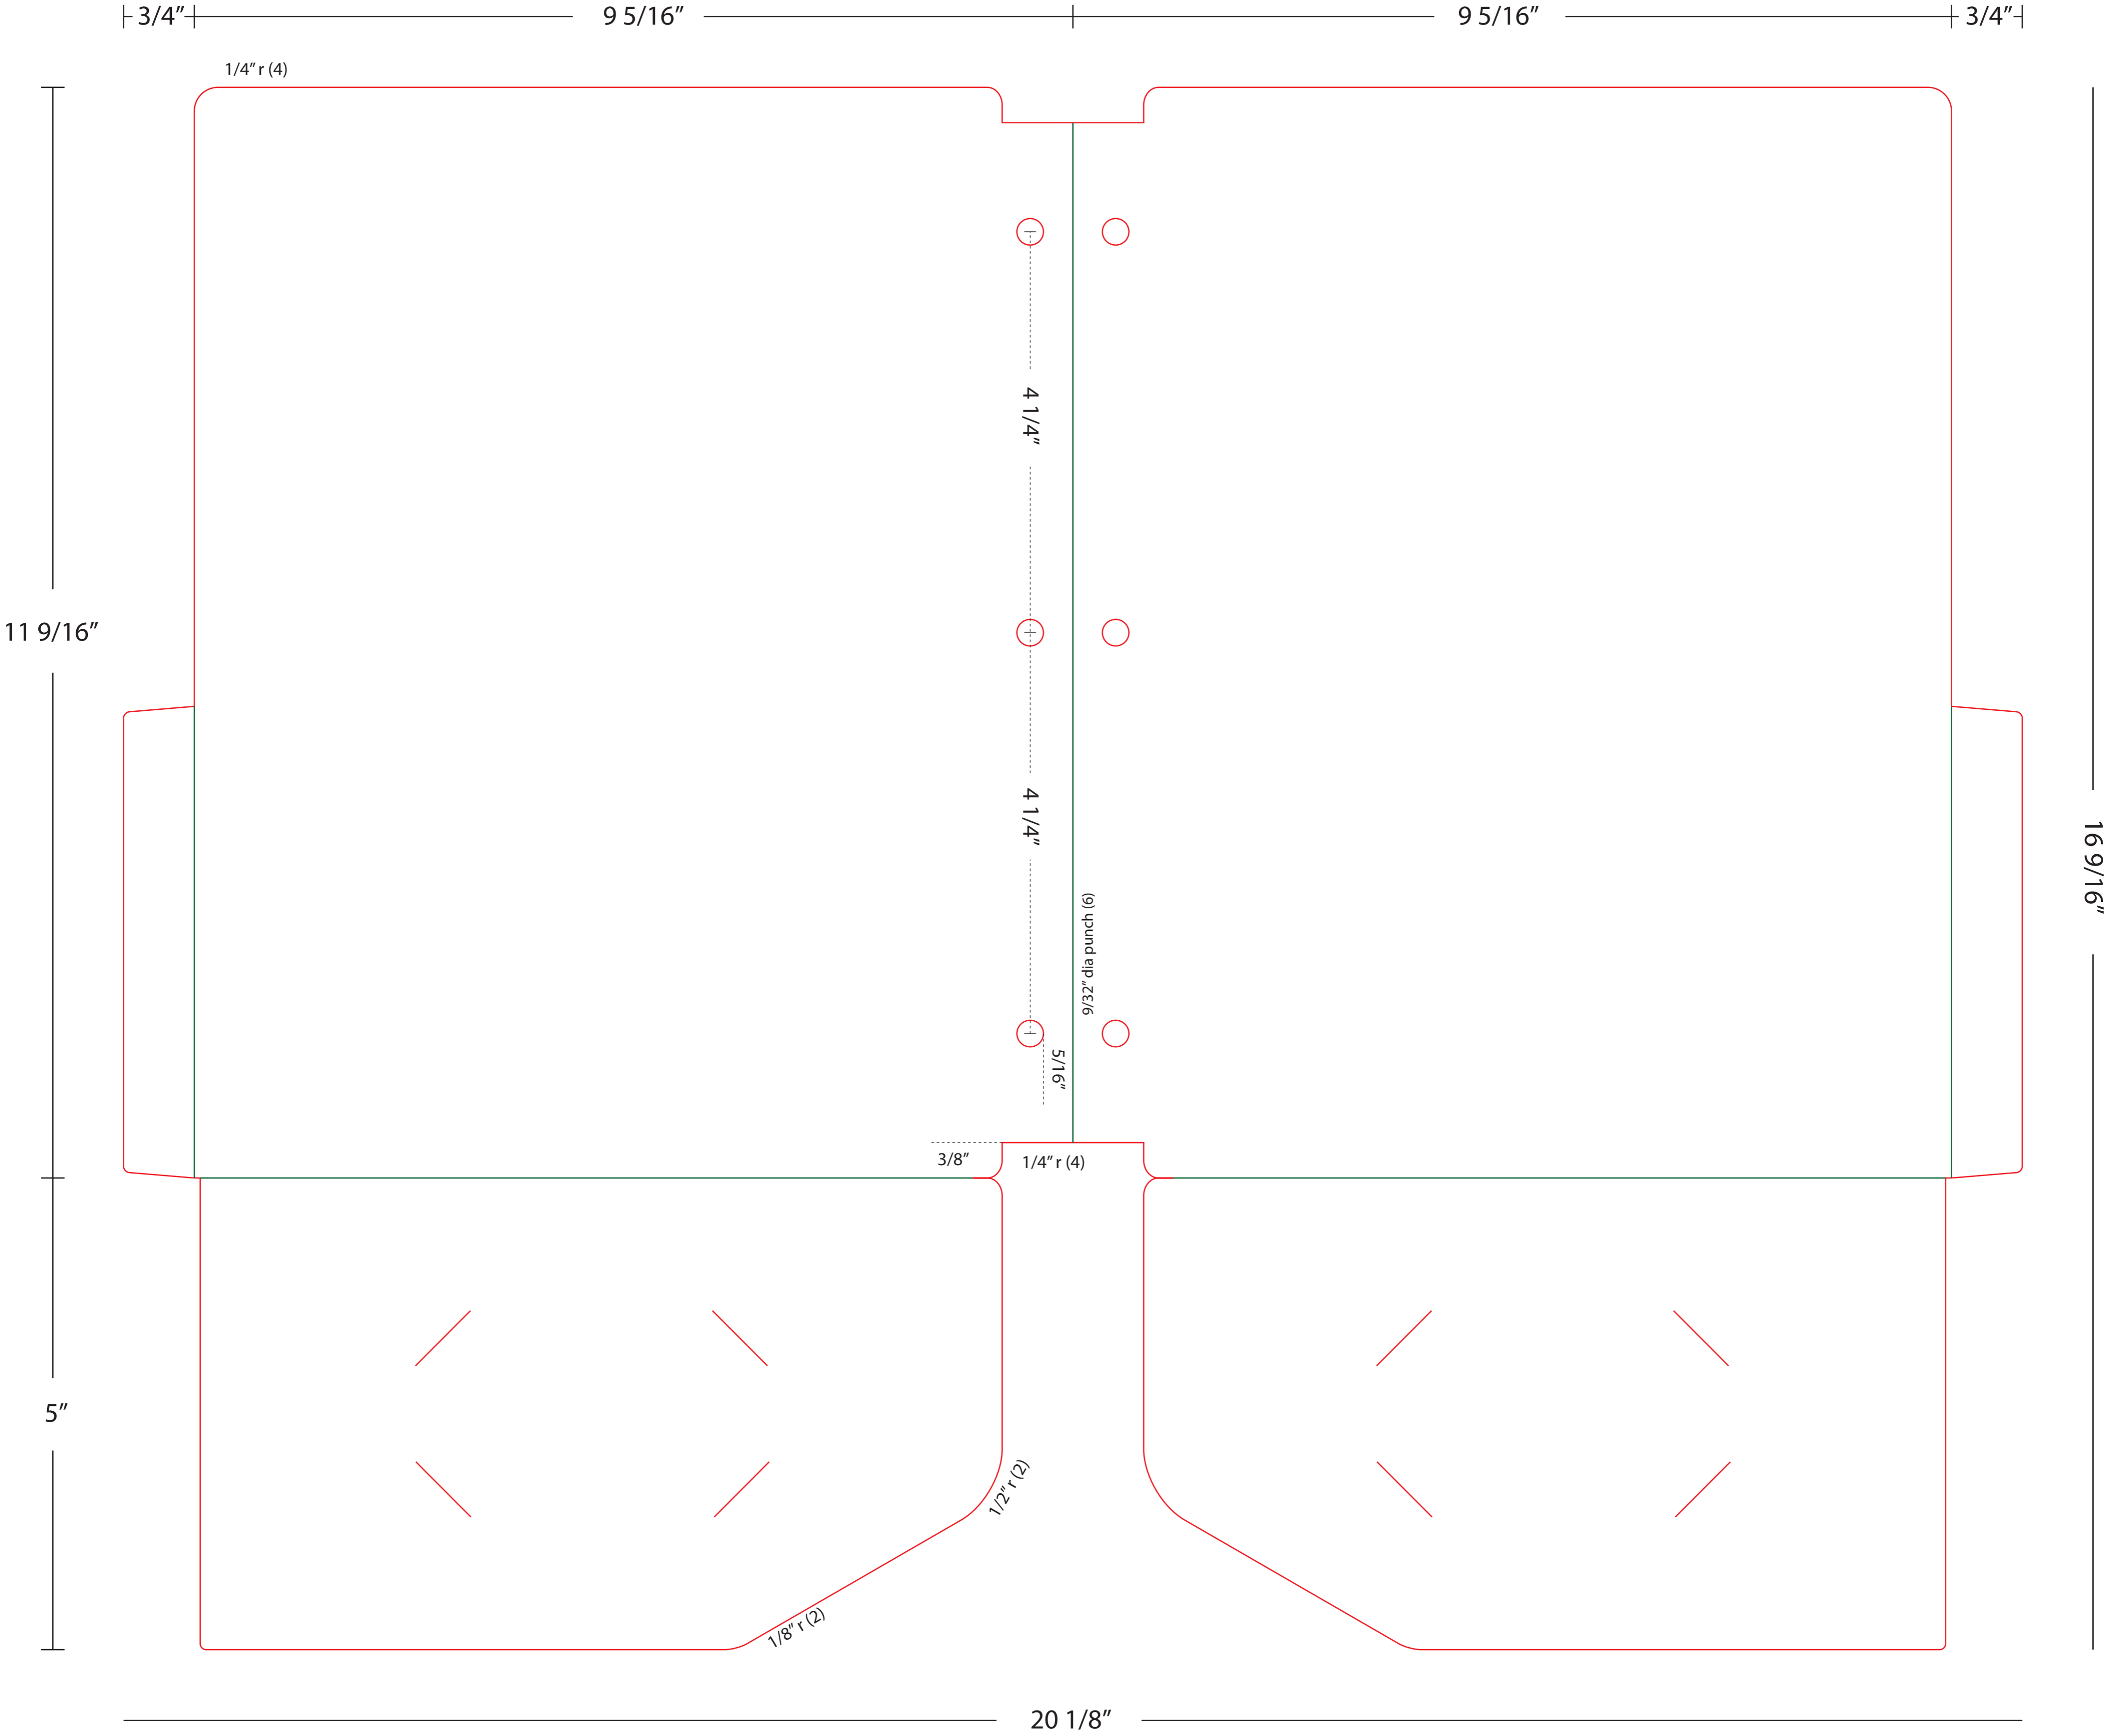 3/4”
9 5/16”
9 5/16”
3/4”
1/4” r (4)
4 1/4”
11 9/16”
4 1/4”
16 9/16”
9/32” dia punch (6)
5/16”
3/8”
1/4” r (4)
5”
1/2” r (2)
1/8” r (2)
20 1/8”